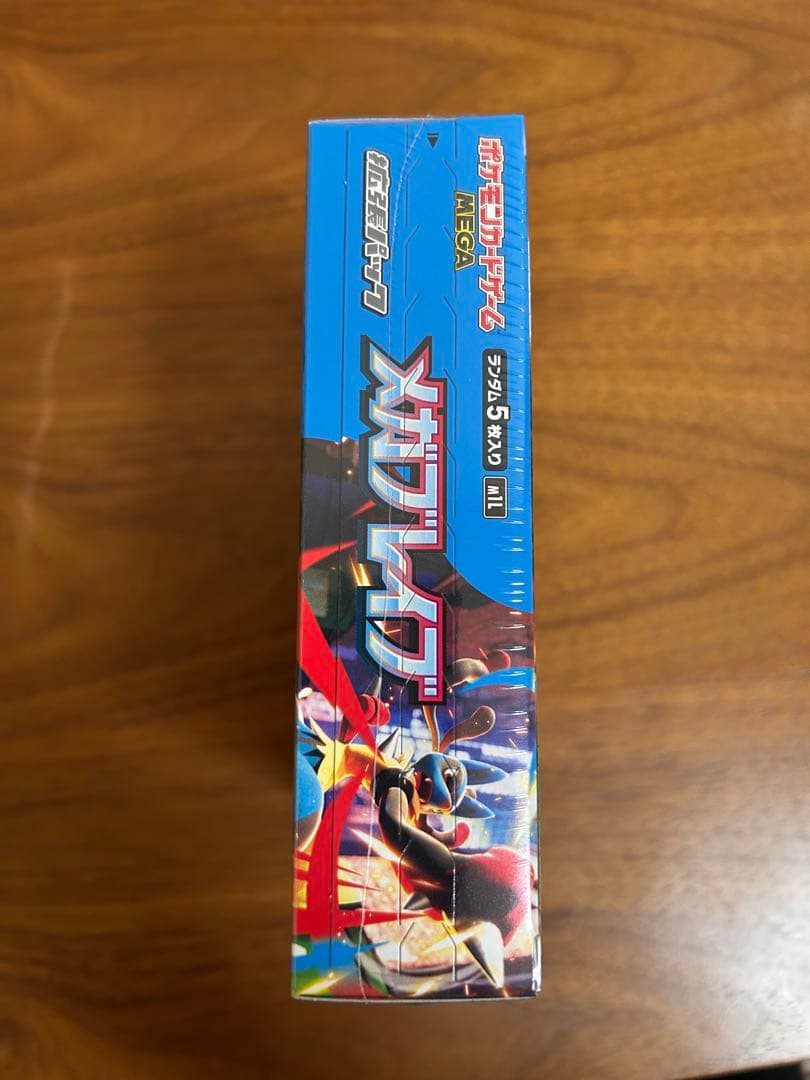 ポケモンカードゲーム
MEGA
拡張パック
ランダム5枚入り
M1L
メガブレイブ